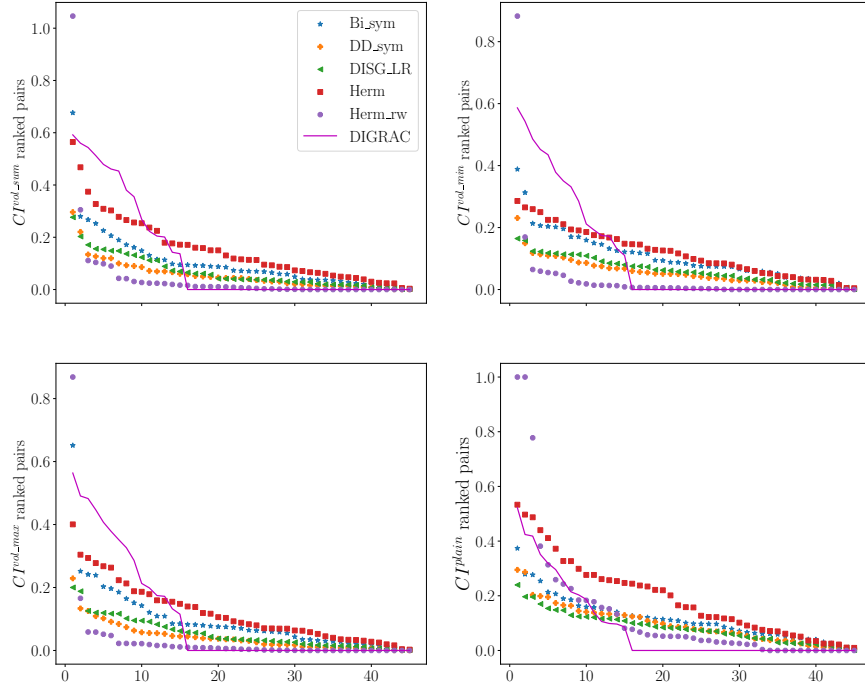 1.0
0.8
0.6
0.4
0.2
0.0
CI^{vol_sum} ranked pairs
Bi_sym
DD_sym
DISG_LR
Herm
Herm_rw
DIGRAC
0.8
0.6
0.4
0.2
0.0
CI^{vol_min} ranked pairs
0.8
0.6
0.4
0.2
0.0
CI^{vol_max} ranked pairs
0 10 20 30 40
1.0
0.8
0.6
0.4
0.2
0.0
CI^{plain} ranked pairs
0 10 20 30 40